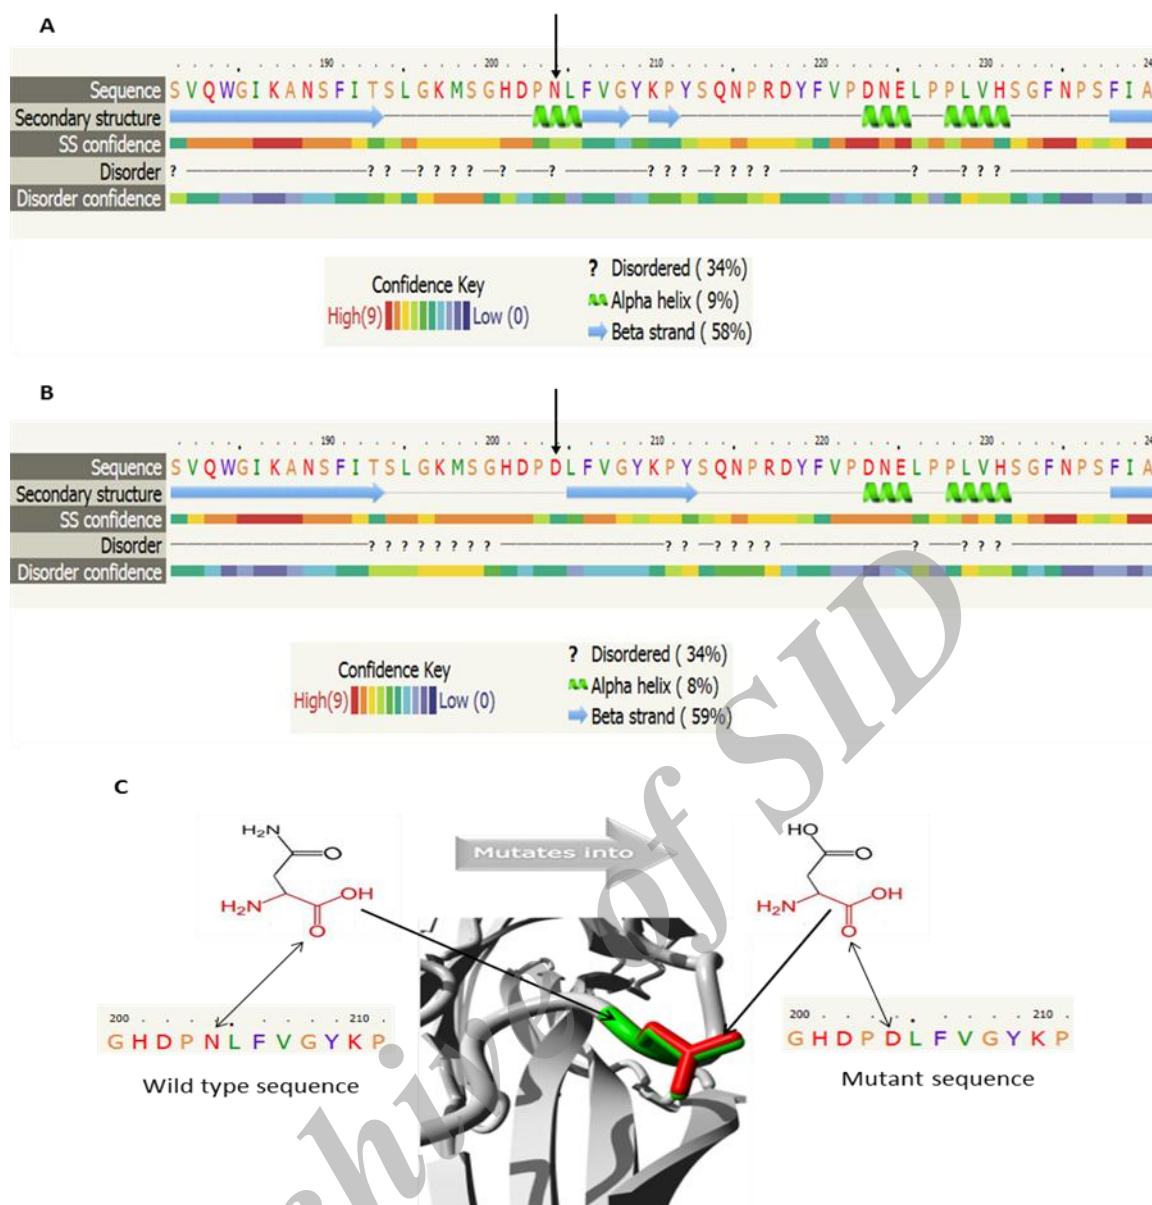 A
190 200 210 220 230 24
Sequence S V Q W G I K A N S F I T S L G K M S G H D P N L F V G Y K P Y S Q N P R D Y F V P D N E L P P L V H S G F N P S F I A
Secondary structure
SS confidence
Disorder ? ? ? ? ? ? ? ? ? ? ? ? ? ? ? ? ? ? ? ?
Disorder confidence
Confidence Key
High(9) Low (0)
? Disordered ( 34%)
Alpha helix ( 9%)
Beta strand ( 58%)
B
190 200 210 220 230 24
Sequence S V Q W G I K A N S F I T S L G K M S G H D P D L F V G Y K P Y S Q N P R D Y F V P D N E L P P L V H S G F N P S F I A
Secondary structure
SS confidence
Disorder ? ? ? ? ? ? ? ? ? ? ? ? ? ? ? ? ? ?
Disorder confidence
Confidence Key
High(9) Low (0)
? Disordered ( 34%)
Alpha helix ( 8%)
Beta strand ( 59%)
C
H₂N O
H₂N OH
O
Mutates into
HO O
H₂N OH
O
200 210
G H D P N L F V G Y K P
Wild type sequence
200 210
G H D P D L F V G Y K P
Mutant sequence
hive of SID